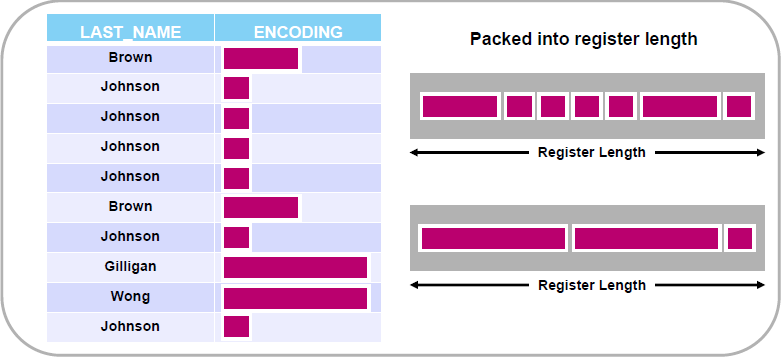 LAST_NAME ENCODING
Brown
Johnson
Johnson
Johnson
Johnson
Brown
Johnson
Gilligan
Wong
Johnson
Packed into register length
Register Length
Register Length